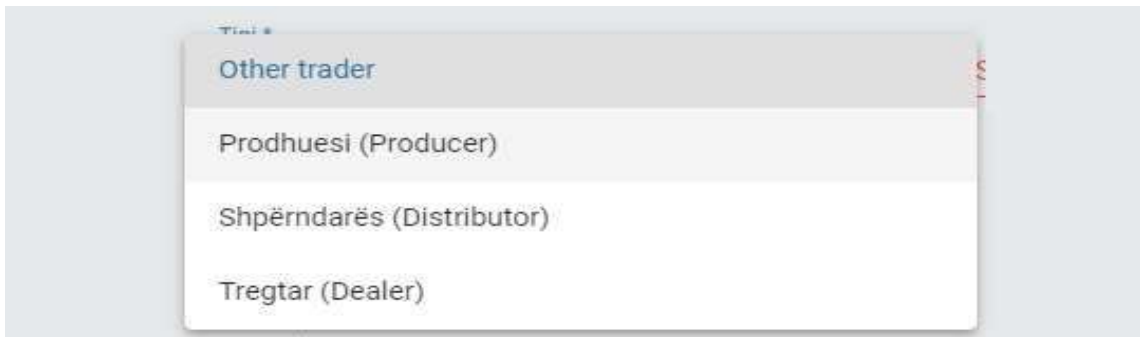 Other trader
Prodhuesi (Producer)
Shpërndarës (Distributor)
Tregtar (Dealer)